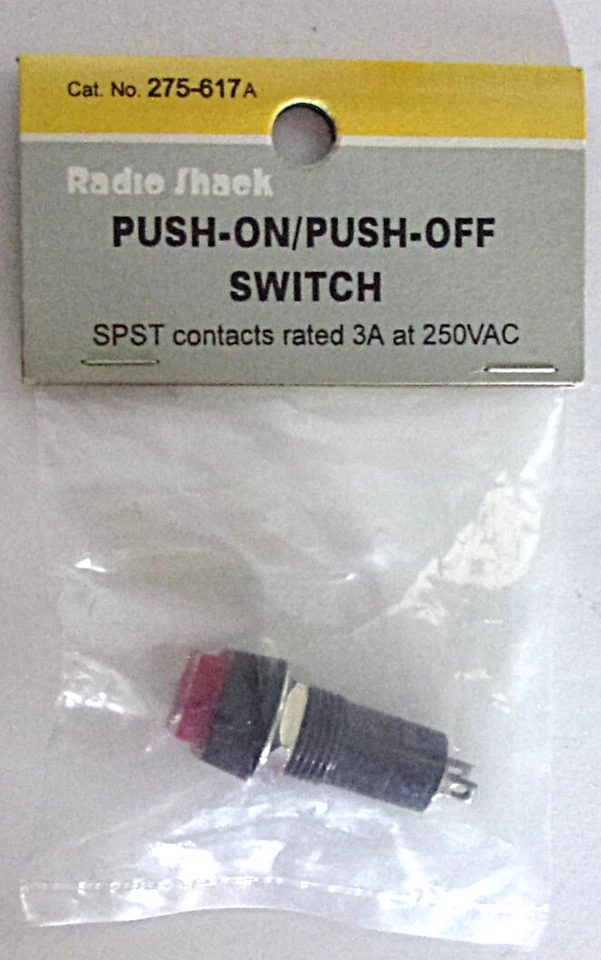 Cat. No. 275-617A
Radio Shack
PUSH-ON/PUSH-OFF
SWITCH
SPST contacts rated 3A at 250VAC